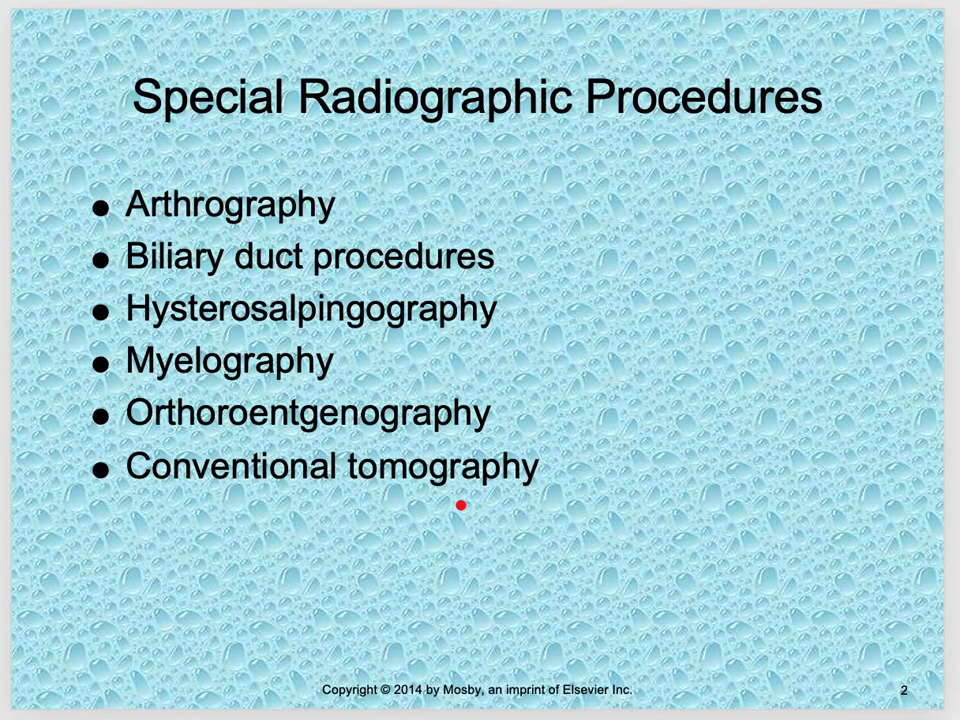 Special Radiographic Procedures
● Arthrography
● Biliary duct procedures
● Hysterosalpingography
● Myelography
● Orthoroentgenography
● Conventional tomography
Copyright © 2014 by Mosby, an imprint of Elsevier Inc.
2